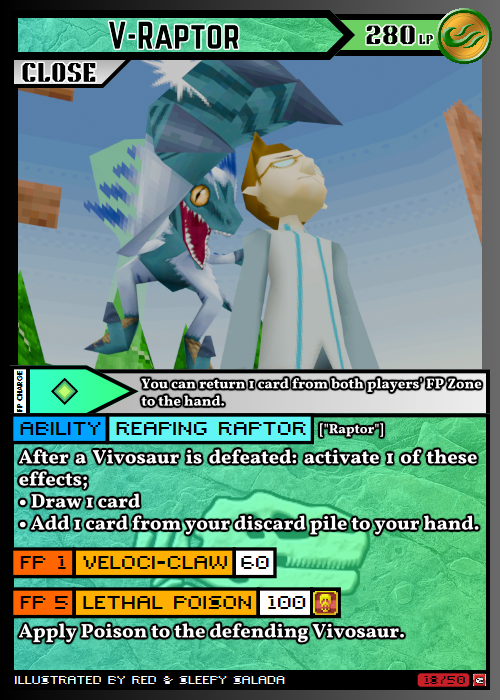 V-RAPTOR
280 LP
CLOSE
FP CHARGE
You can return 1 card from both players' FP Zone
to the hand.
ABILITY REAPING RAPTOR ["Raptor"]
After a Vivosaur is defeated: activate 1 of these
effects;
• Draw 1 card
• Add 1 card from your discard pile to your hand.
FP 1 VELOCI-CLAW 60
FP 5 LETHAL POISON 100
Apply Poison to the defending Vivosaur.
ILLUSTRATED BY RED & SLEEPY SALADA
18/50